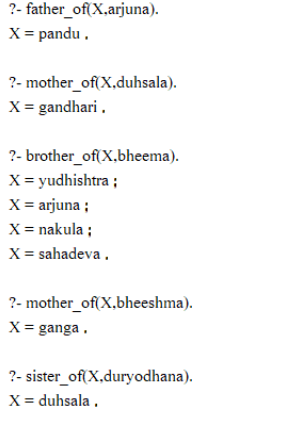 ?- father_of(X,arjuna).
X = pandu .
?- mother_of(X,duhsala).
X = gandhari .
?- brother_of(X,bheema).
X = yudhishtra ;
X = arjuna ;
X = nakula ;
X = sahadeva .
?- mother_of(X,bheeshma).
X = ganga .
?- sister_of(X,duryodhana).
X = duhsala .